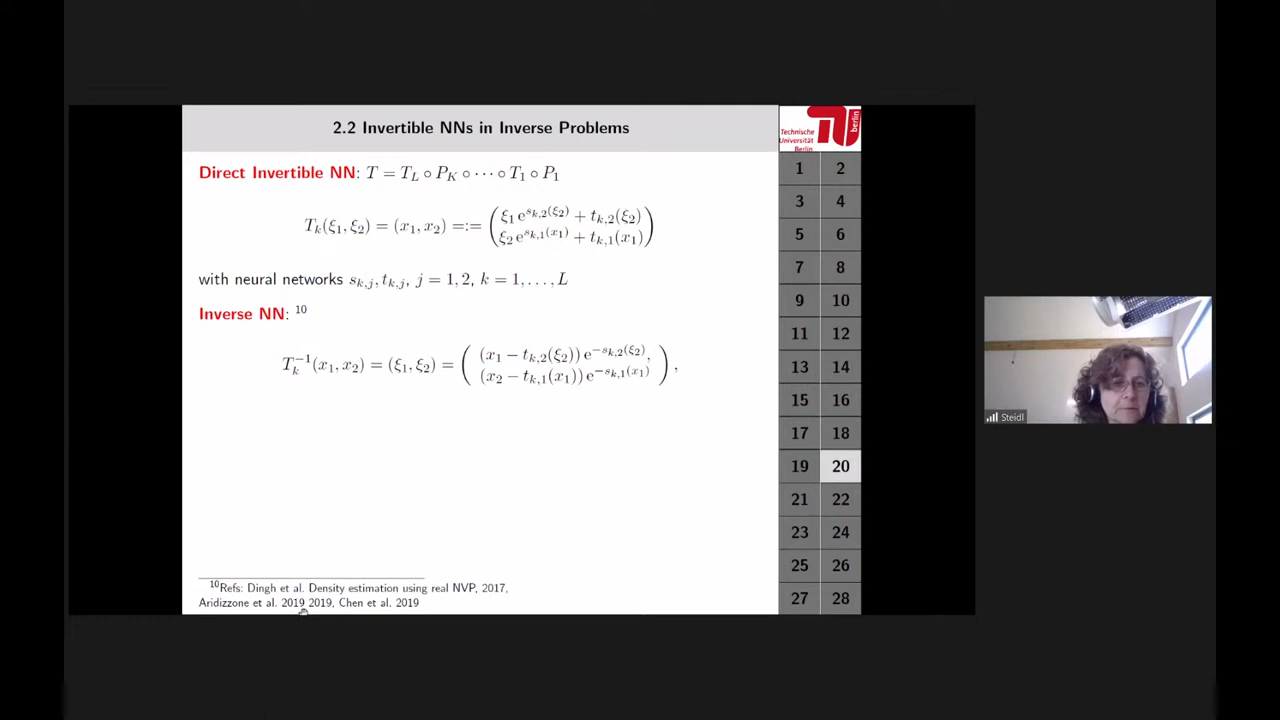 2.2 Invertible NNs in Inverse Problems
Direct Invertible NN: T = T_L ∘ P_K ∘ ⋯ ∘ T_1 ∘ P_1
T_k(ξ_1, ξ_2) = (x_1, x_2) =:= ( ξ_1 e^{s_{k,2}(ξ_2)} + t_{k,2}(ξ_2)
ξ_2 e^{s_{k,1}(x_1)} + t_{k,1}(x_1) )
with neural networks s_{k,j}, t_{k,j}, j = 1, 2, k = 1, . . . , L
Inverse NN: ^10
T_k^{-1}(x_1, x_2) = (ξ_1, ξ_2) = ( (x_1 − t_{k,2}(ξ_2)) e^{−s_{k,2}(ξ_2)},
(x_2 − t_{k,1}(x_1)) e^{−s_{k,1}(x_1)} ) ,
^10Refs: Dingh et al. Density estimation using real NVP, 2017,
Aridizzone et al. 2019 2019, Chen et al. 2019
Technische
Universität
Berlin
berlin
1 2
3 4
5 6
7 8
9 10
11 12
13 14
15 16
17 18
19 20
21 22
23 24
25 26
27 28
Steidl